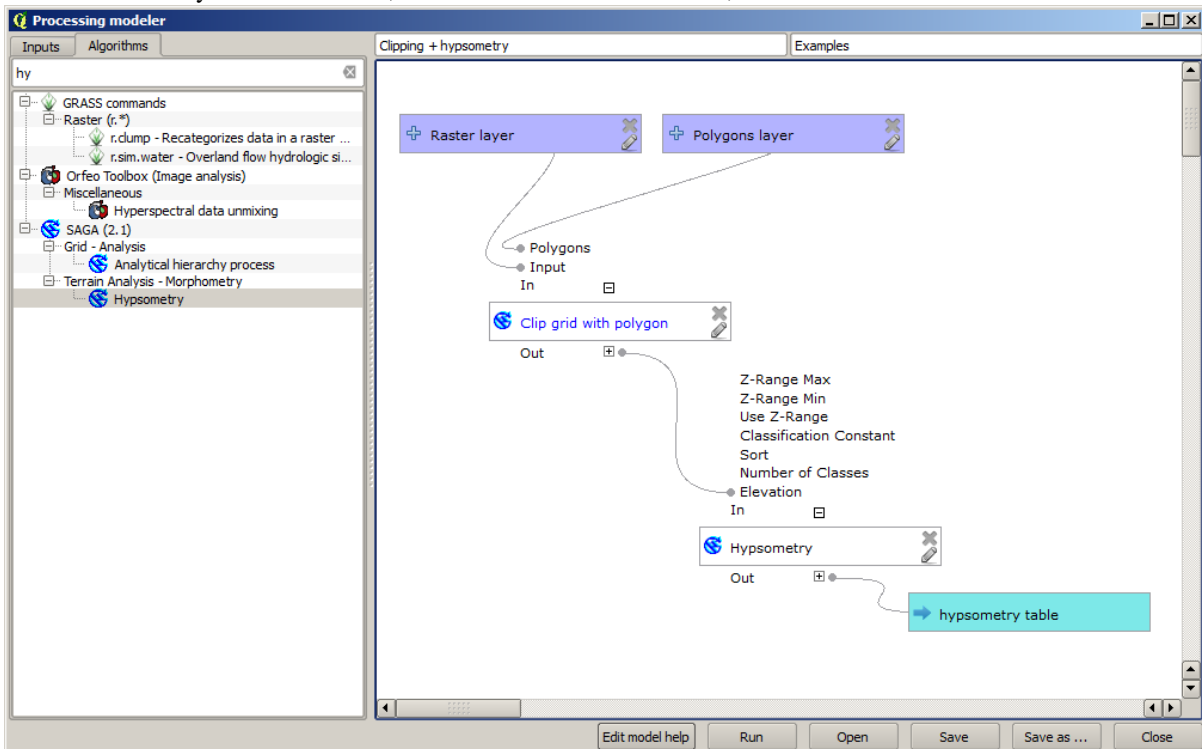 Processing modeler
Inputs Algorithms
Clipping + hypsometry Examples
hy
GRASS commands
Raster (r.*)
r.clump - Recategorizes data in a raster ...
r.sim.water - Overland flow hydrologic si...
Orfeo Toolbox (Image analysis)
Miscellaneous
Hyperspectral data unmixing
SAGA (2.1)
Grid - Analysis
Analytical hierarchy process
Terrain Analysis - Morphometry
Hypsometry
Raster layer
Polygons layer
Polygons
Input
In
Clip grid with polygon
Out
Z-Range Max
Z-Range Min
Use Z-Range
Classification Constant
Sort
Number of Classes
Elevation
In
Hypsometry
Out
hypsometry table
Edit model help Run Open Save Save as ... Close